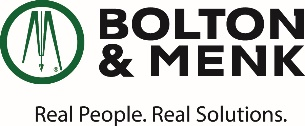 BOLTON
& MENK
®
Real People. Real Solutions.